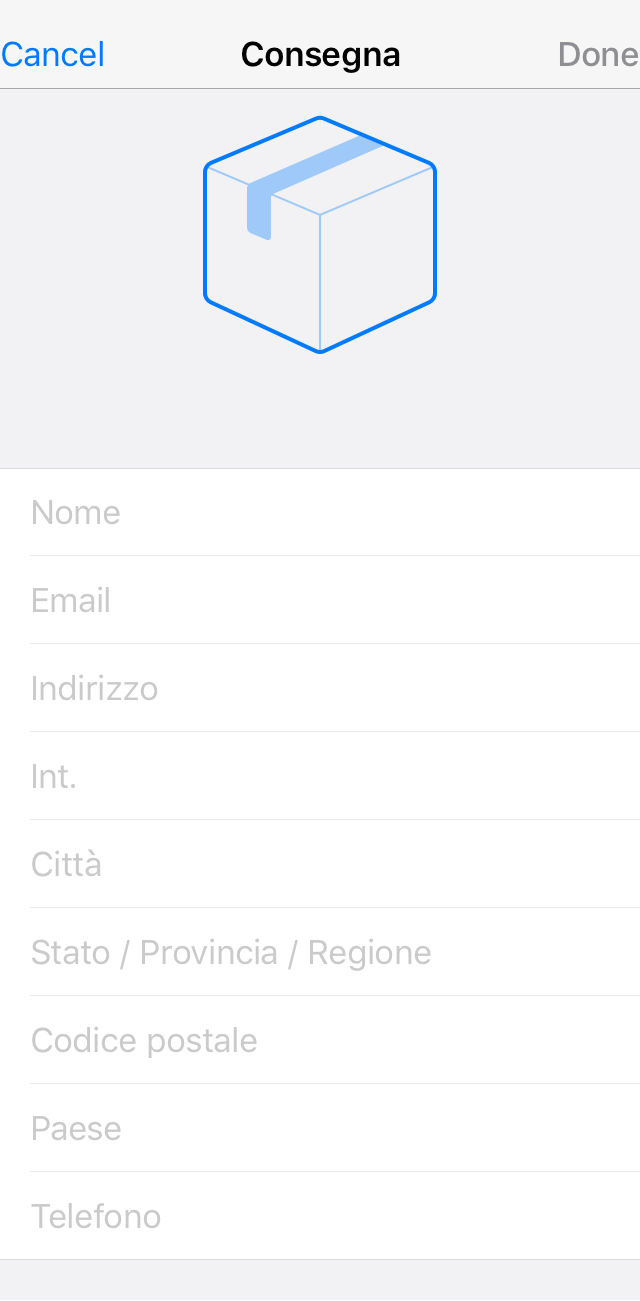 Cancel Consegna Done
Nome
Email
Indirizzo
Int.
Città
Stato / Provincia / Regione
Codice postale
Paese
Telefono